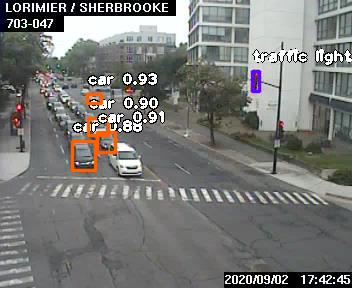 LORIMIER / SHERBROOKE
703-047
traffic light
car 0.93
car 0.90
car 0.91
car 0.88
2020/09/02 17:42:45